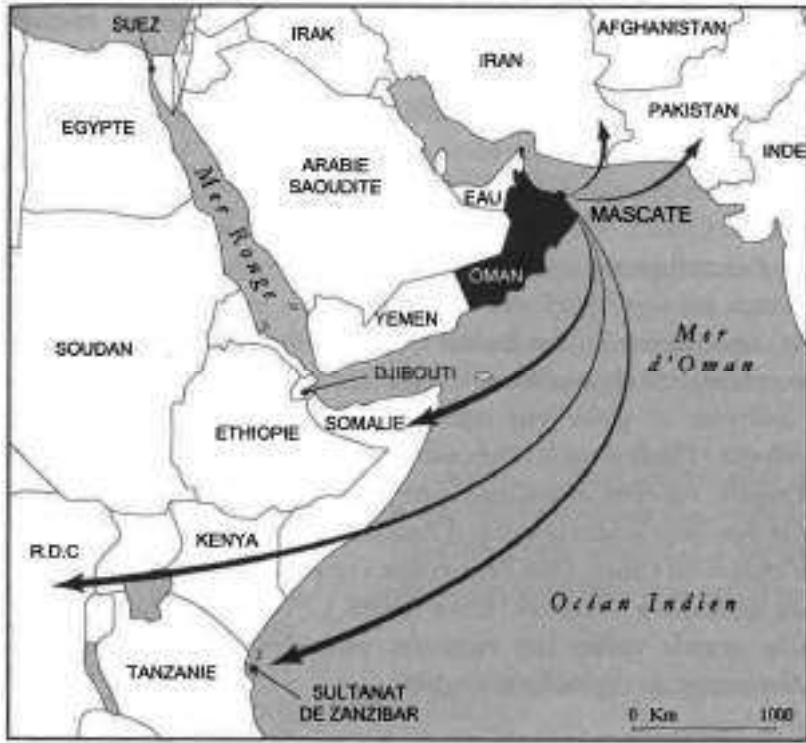 SUEZ
IRAK
AFGHANISTAN
IRAN
PAKISTAN
EGYPTE
INDE
ARABIE
SAOUDITE
EAU
MASCATE
Mer Rouge
OMAN
YEMEN
Mer
d'Oman
SOUDAN
DJIBOUTI
SOMALIE
ETHIOPIE
R.D.C
KENYA
Océan Indien
TANZANIE
SULTANAT
DE ZANZIBAR
0 Km 1000